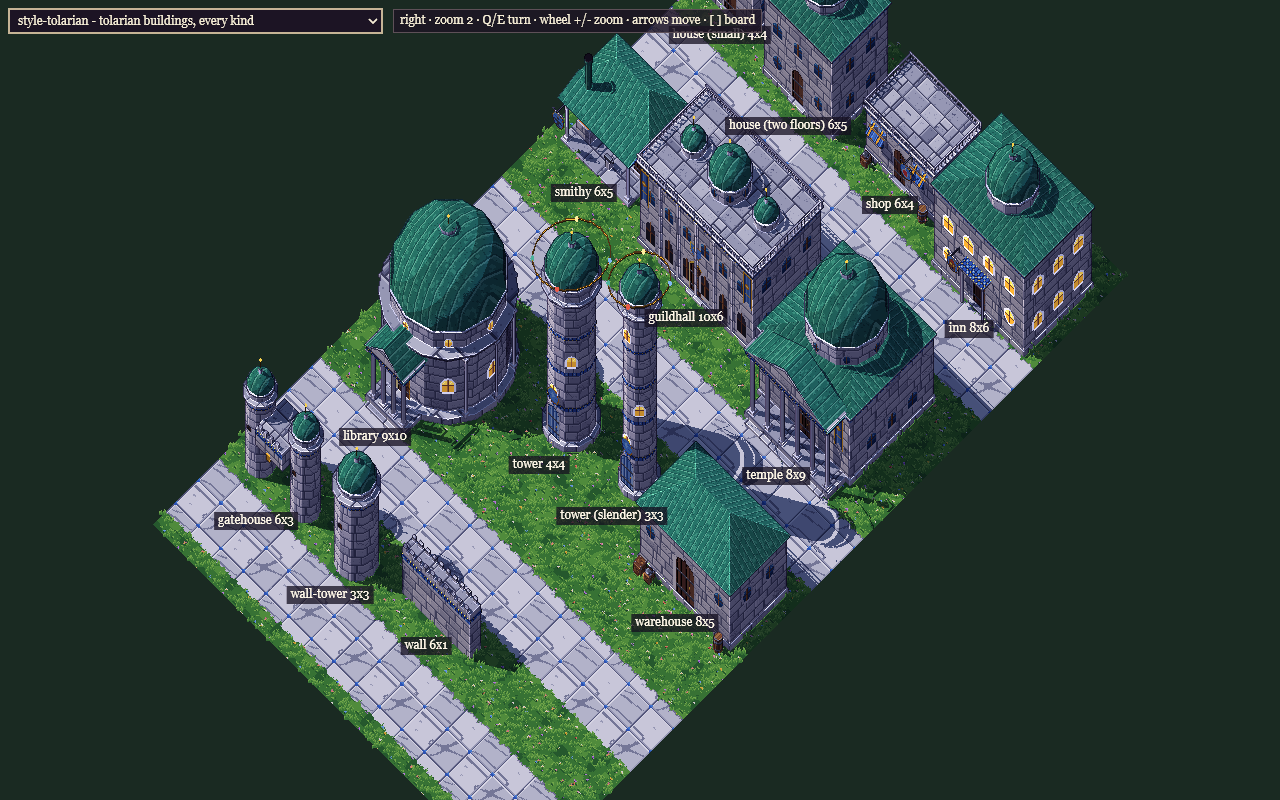 style-tolarian - tolarian buildings, every kind
right · zoom 2 · Q/E turn · wheel +/- zoom · arrows move · [ ] board
house (small) 4x4
house (two floors) 6x5
smithy 6x5
shop 6x4
guildhall 10x6
inn 8x6
library 9x10
tower 4x4
temple 8x9
gatehouse 6x3
tower (slender) 3x3
wall-tower 3x3
warehouse 8x5
wall 6x1